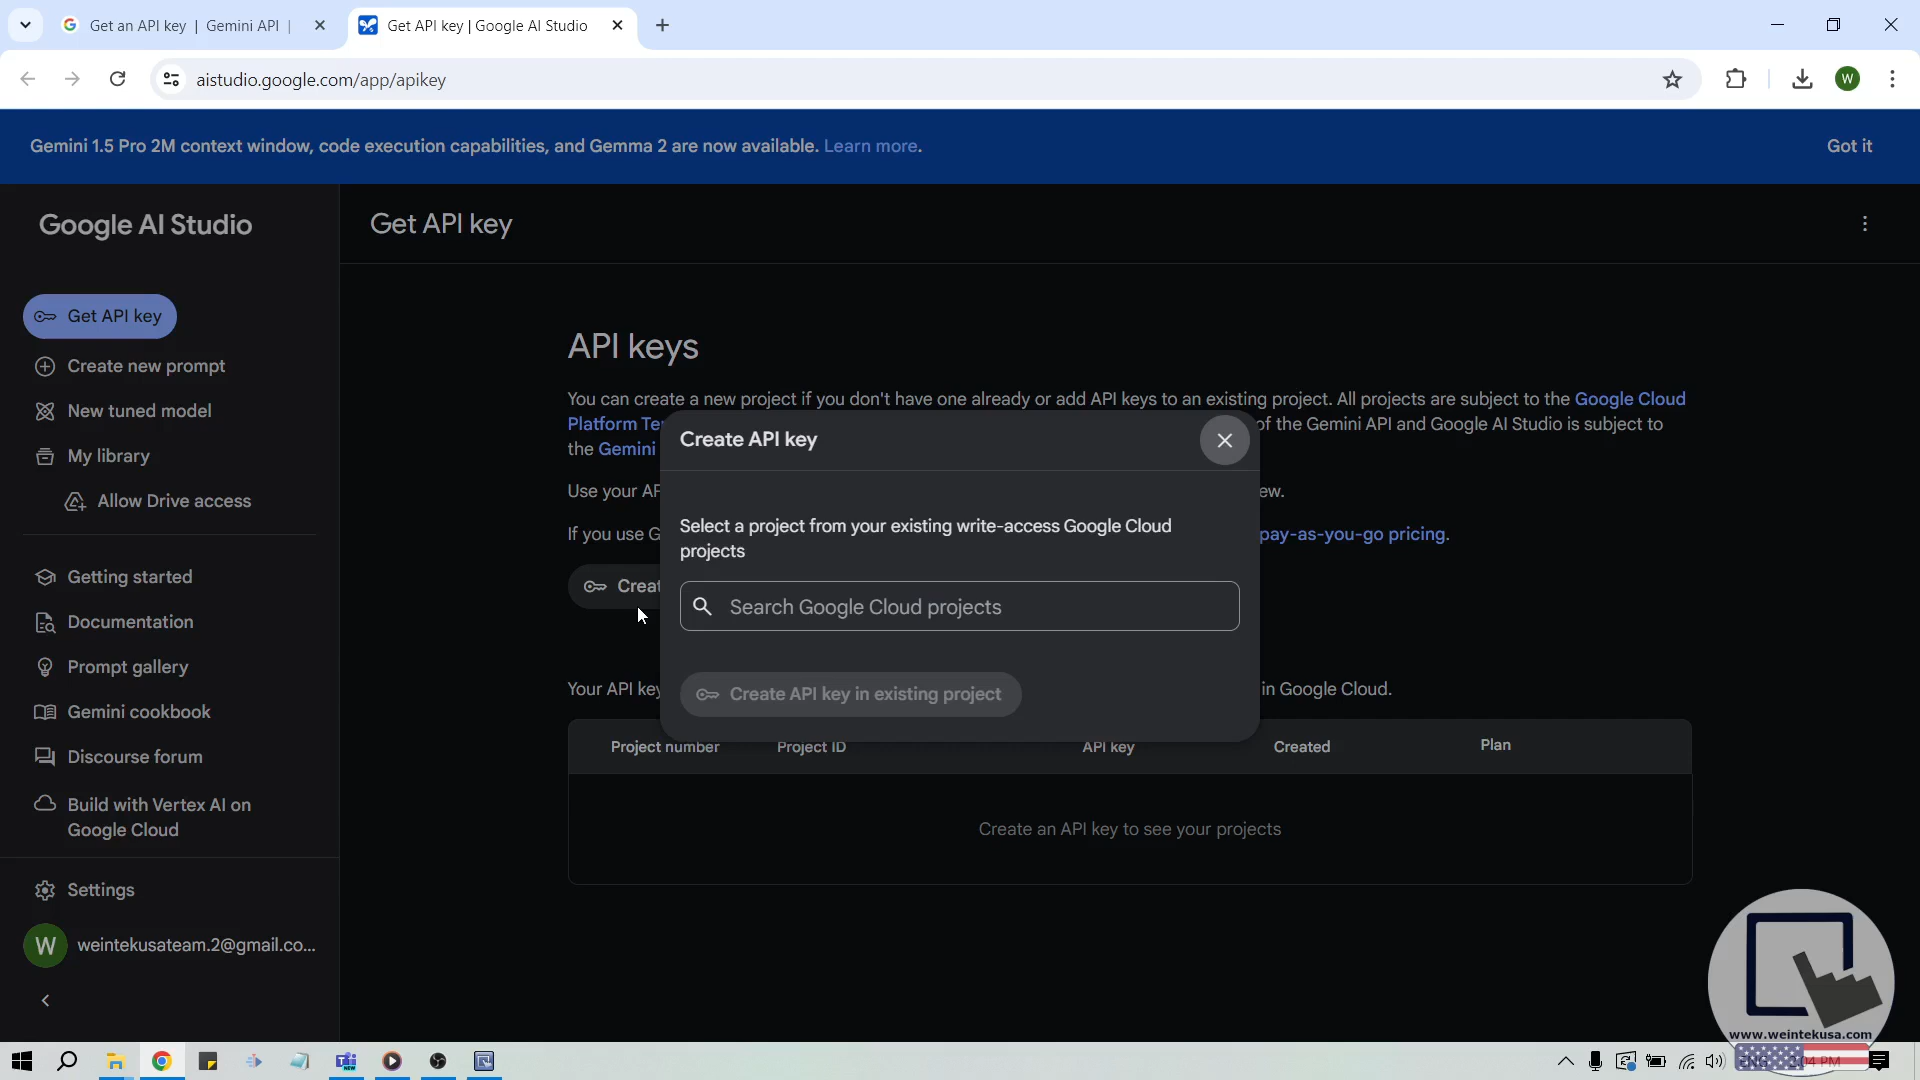 Get an API key | Gemini API |
Get API key | Google AI Studio
aistudio.google.com/app/apikey
W
Gemini 1.5 Pro 2M context window, code execution capabilities, and Gemma 2 are now available. Learn more.
Got it
Google AI Studio
Get API key
Get API key
Create new prompt
New tuned model
My library
Allow Drive access
Getting started
Documentation
Prompt gallery
Gemini cookbook
Discourse forum
Build with Vertex AI on
Google Cloud
Settings
W weintekusateam.2@gmail.co...
API keys
You can create a new project if you don't have one already or add API keys to an existing project. All projects are subject to the Google Cloud
Platform Te of the Gemini API and Google AI Studio is subject to
the Gemini
Use your AP ew.
If you use G pay-as-you-go pricing.
Creat
Your API key in Google Cloud.
Create API key
Select a project from your existing write-access Google Cloud
projects
Search Google Cloud projects
Create API key in existing project
Project number Project ID API key Created Plan
Create an API key to see your projects
www.weintekusa.com
NEW